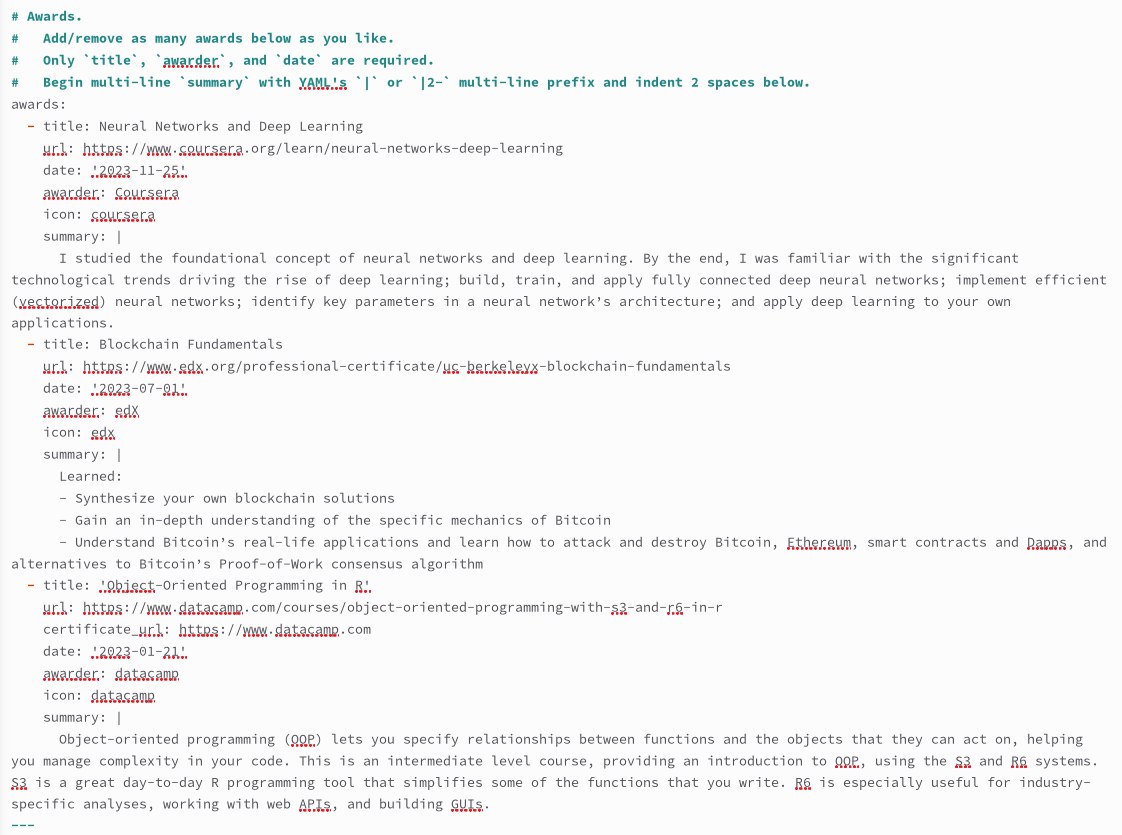 # Awards.
#   Add/remove as many awards below as you like.
#   Only `title`, `awarder`, and `date` are required.
#   Begin multi-line `summary` with YAML's `|` or `|2-` multi-line prefix and indent 2 spaces below.
awards:
  - title: Neural Networks and Deep Learning
    url: https://www.coursera.org/learn/neural-networks-deep-learning
    date: '2023-11-25'
    awarder: Coursera
    icon: coursera
    summary: |
      I studied the foundational concept of neural networks and deep learning. By the end, I was familiar with the significant
technological trends driving the rise of deep learning; build, train, and apply fully connected deep neural networks; implement efficient
(vectorized) neural networks; identify key parameters in a neural network’s architecture; and apply deep learning to your own
applications.
  - title: Blockchain Fundamentals
    url: https://www.edx.org/professional-certificate/uc-berkeleyx-blockchain-fundamentals
    date: '2023-07-01'
    awarder: edX
    icon: edx
    summary: |
      Learned:
      - Synthesize your own blockchain solutions
      - Gain an in-depth understanding of the specific mechanics of Bitcoin
      - Understand Bitcoin’s real-life applications and learn how to attack and destroy Bitcoin, Ethereum, smart contracts and Dapps, and
alternatives to Bitcoin’s Proof-of-Work consensus algorithm
  - title: 'Object-Oriented Programming in R'
    url: https://www.datacamp.com/courses/object-oriented-programming-with-s3-and-r6-in-r
    certificate_url: https://www.datacamp.com
    date: '2023-01-21'
    awarder: datacamp
    icon: datacamp
    summary: |
      Object-oriented programming (OOP) lets you specify relationships between functions and the objects that they can act on, helping
you manage complexity in your code. This is an intermediate level course, providing an introduction to OOP, using the S3 and R6 systems.
S3 is a great day-to-day R programming tool that simplifies some of the functions that you write. R6 is especially useful for industry-
specific analyses, working with web APIs, and building GUIs.
---